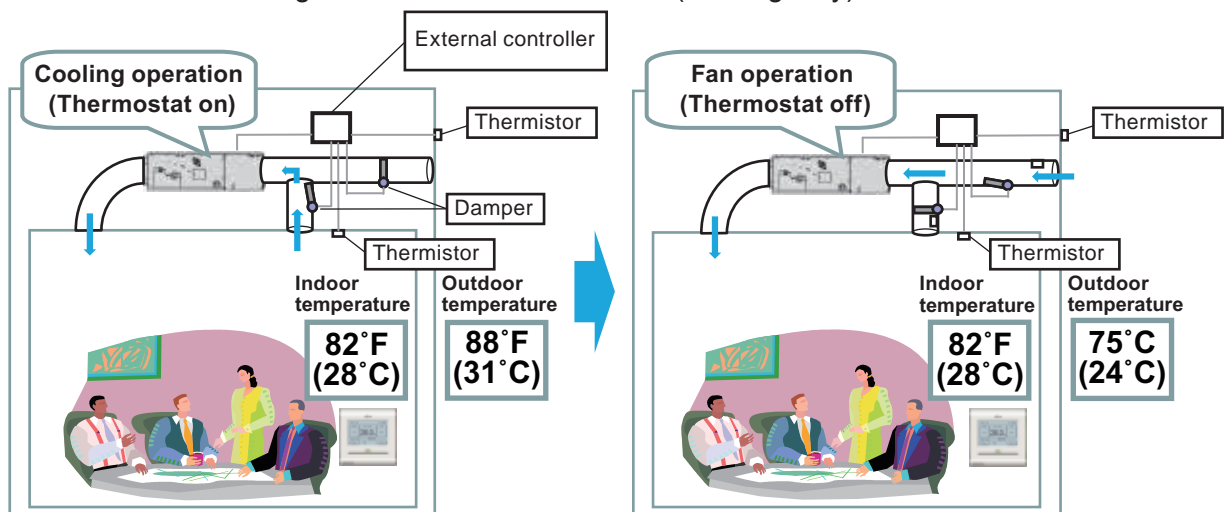 External controller
Cooling operation
(Thermostat on)
Thermistor
Damper
Thermistor
Indoor
temperature
Outdoor
temperature
82˚F
(28˚C)
88˚F
(31˚C)
Fan operation
(Thermostat off)
Thermistor
Thermistor
Indoor
temperature
Outdoor
temperature
82˚F
(28˚C)
75˚C
(24˚C)